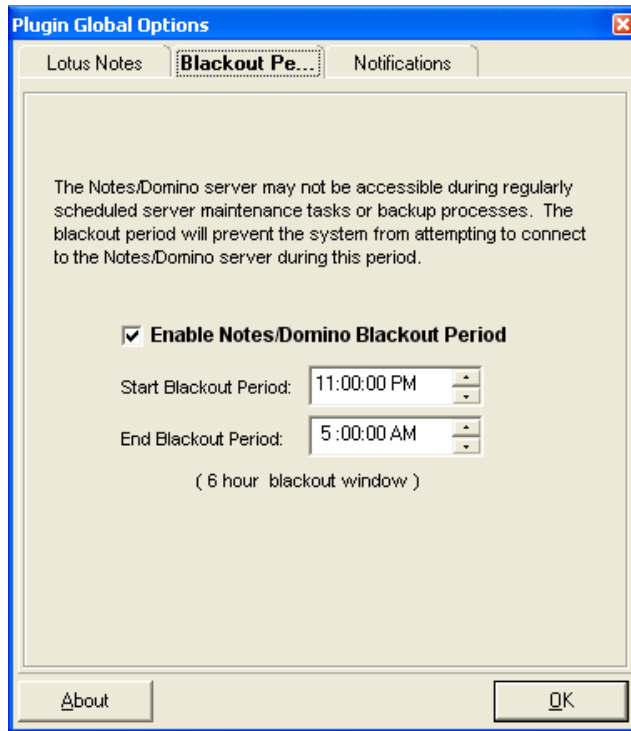 Plugin Global Options
Lotus Notes
Blackout Pe...
Notifications
The Notes/Domino server may not be accessible during regularly
scheduled server maintenance tasks or backup processes. The
blackout period will prevent the system from attempting to connect
to the Notes/Domino server during this period.
Enable Notes/Domino Blackout Period
Start Blackout Period: 11:00:00 PM
End Blackout Period: 5 :00:00 AM
( 6 hour blackout window )
About
OK